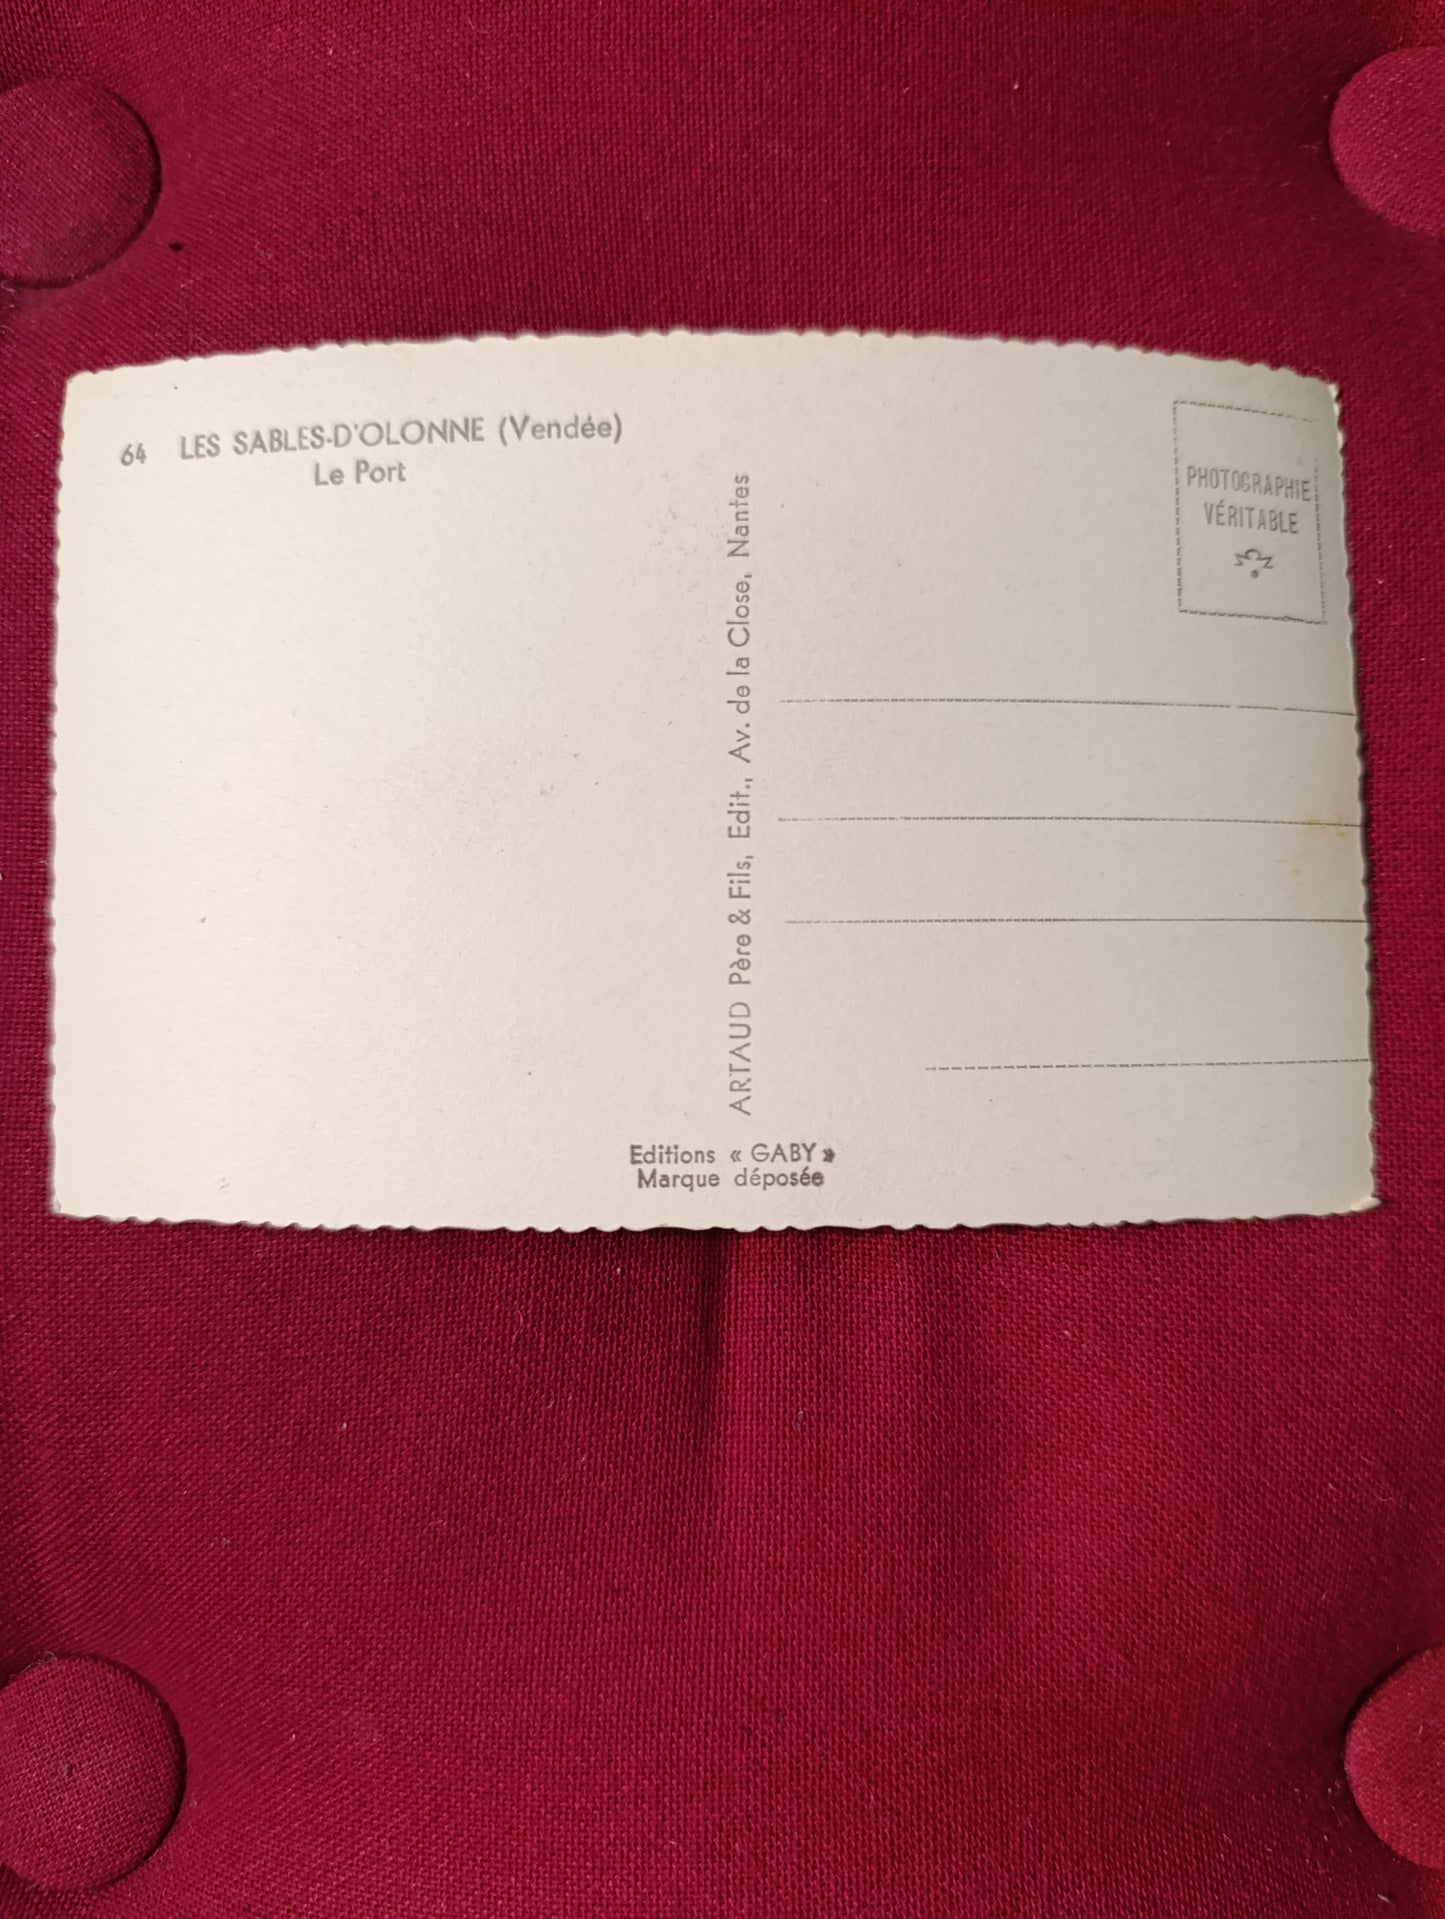 64 LES SABLES-D'OLONNE (Vendée)
Le Port
ARTAUD Père & Fils, Edit., Av. de la Close, Nantes
PHOTOGRAPHIE
VÉRITABLE
Editions « GABY »
Marque déposée